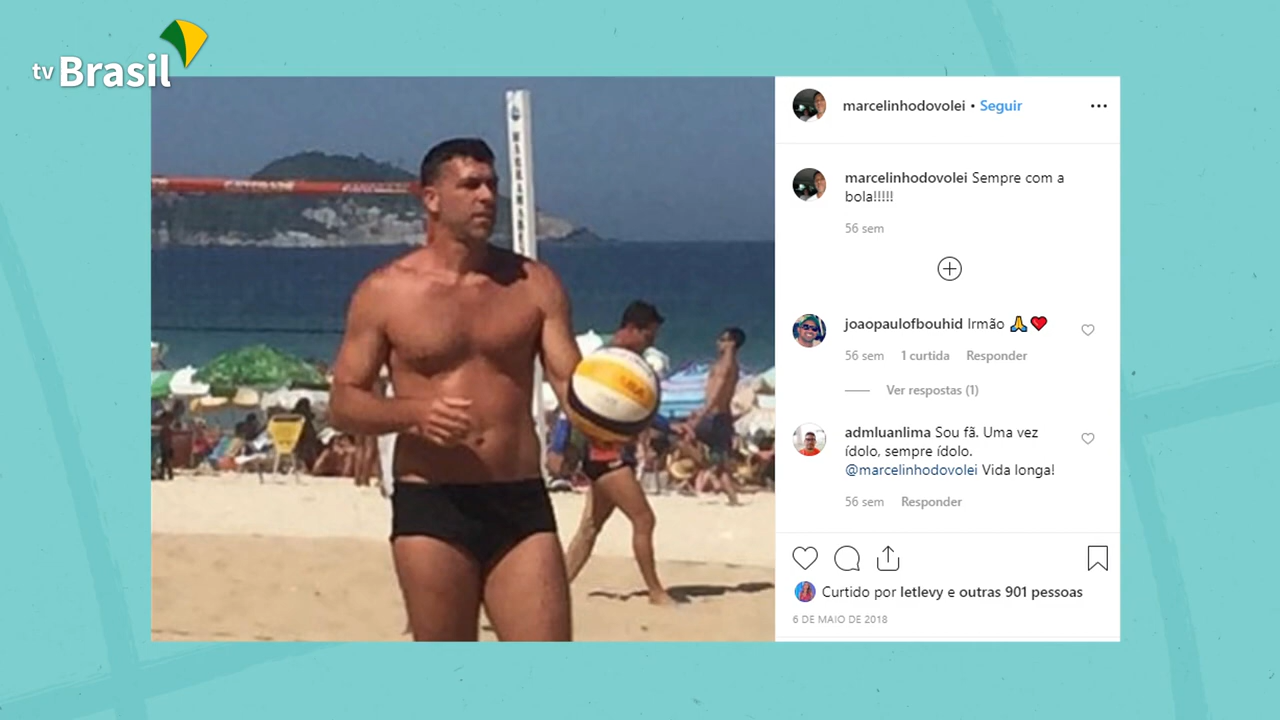 tv Brasil
marcelinhodovolei • Seguir
marcelinhodovolei Sempre com a
bola!!!!!
56 sem
joaopaulofbouhid Irmão 🙏❤️
56 sem 1 curtida Responder
Ver respostas (1)
admluanlima Sou fã. Uma vez
ídolo, sempre ídolo.
@marcelinhodovolei Vida longa!
56 sem Responder
Curtido por letlevy e outras 901 pessoas
6 DE MAIO DE 2018